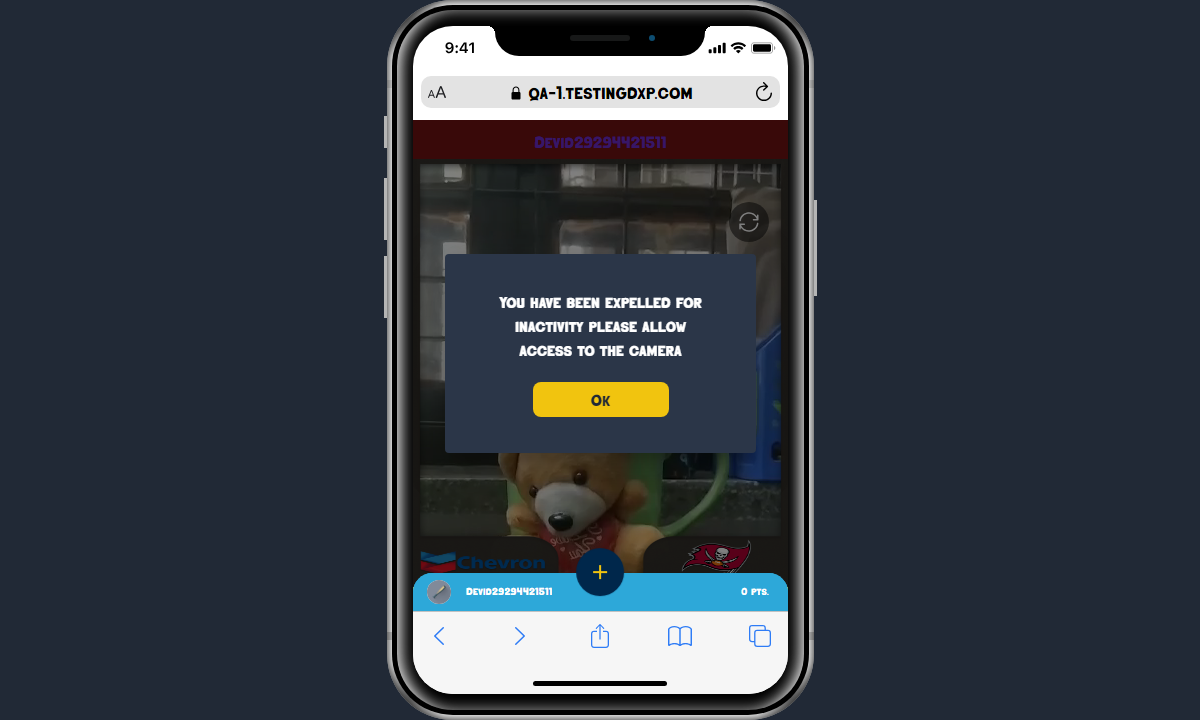 9:41
AA QA-1.TESTINGDXP.COM
Devid29294421511
You have been expelled for
inactivity please allow
access to the camera
Ok
Chevron
Devid29294421511 0 pts.